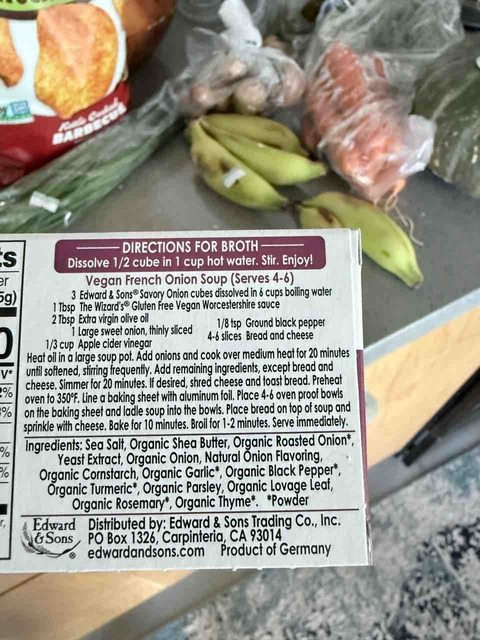 Kettle Cooked
BARBECUE
ts
er
5g)
0
V*
2%
3%
%
%
r,
DIRECTIONS FOR BROTH
Dissolve 1/2 cube in 1 cup hot water. Stir. Enjoy!
Vegan French Onion Soup (Serves 4-6)
3 Edward & Sons® Savory Onion cubes dissolved in 6 cups boiling water
1 Tbsp The Wizard's® Gluten Free Vegan Worcestershire sauce
2 Tbsp Extra virgin olive oil
1 Large sweet onion, thinly sliced 1/8 tsp Ground black pepper
1/3 cup Apple cider vinegar 4-6 slices Bread and cheese
Heat oil in a large soup pot. Add onions and cook over medium heat for 20 minutes
until softened, stirring frequently. Add remaining ingredients, except bread and
cheese. Simmer for 20 minutes. If desired, shred cheese and toast bread. Preheat
oven to 350°F. Line a baking sheet with aluminum foil. Place 4-6 oven proof bowls
on the baking sheet and ladle soup into the bowls. Place bread on top of soup and
sprinkle with cheese. Bake for 10 minutes. Broil for 1-2 minutes. Serve immediately.
Ingredients: Sea Salt, Organic Shea Butter, Organic Roasted Onion*,
Yeast Extract, Organic Onion, Natural Onion Flavoring,
Organic Cornstarch, Organic Garlic*, Organic Black Pepper*,
Organic Turmeric*, Organic Parsley, Organic Lovage Leaf,
Organic Rosemary*, Organic Thyme*. *Powder
Edward
& Sons®
Distributed by: Edward & Sons Trading Co., Inc.
PO Box 1326, Carpinteria, CA 93014
edwardandsons.com Product of Germany